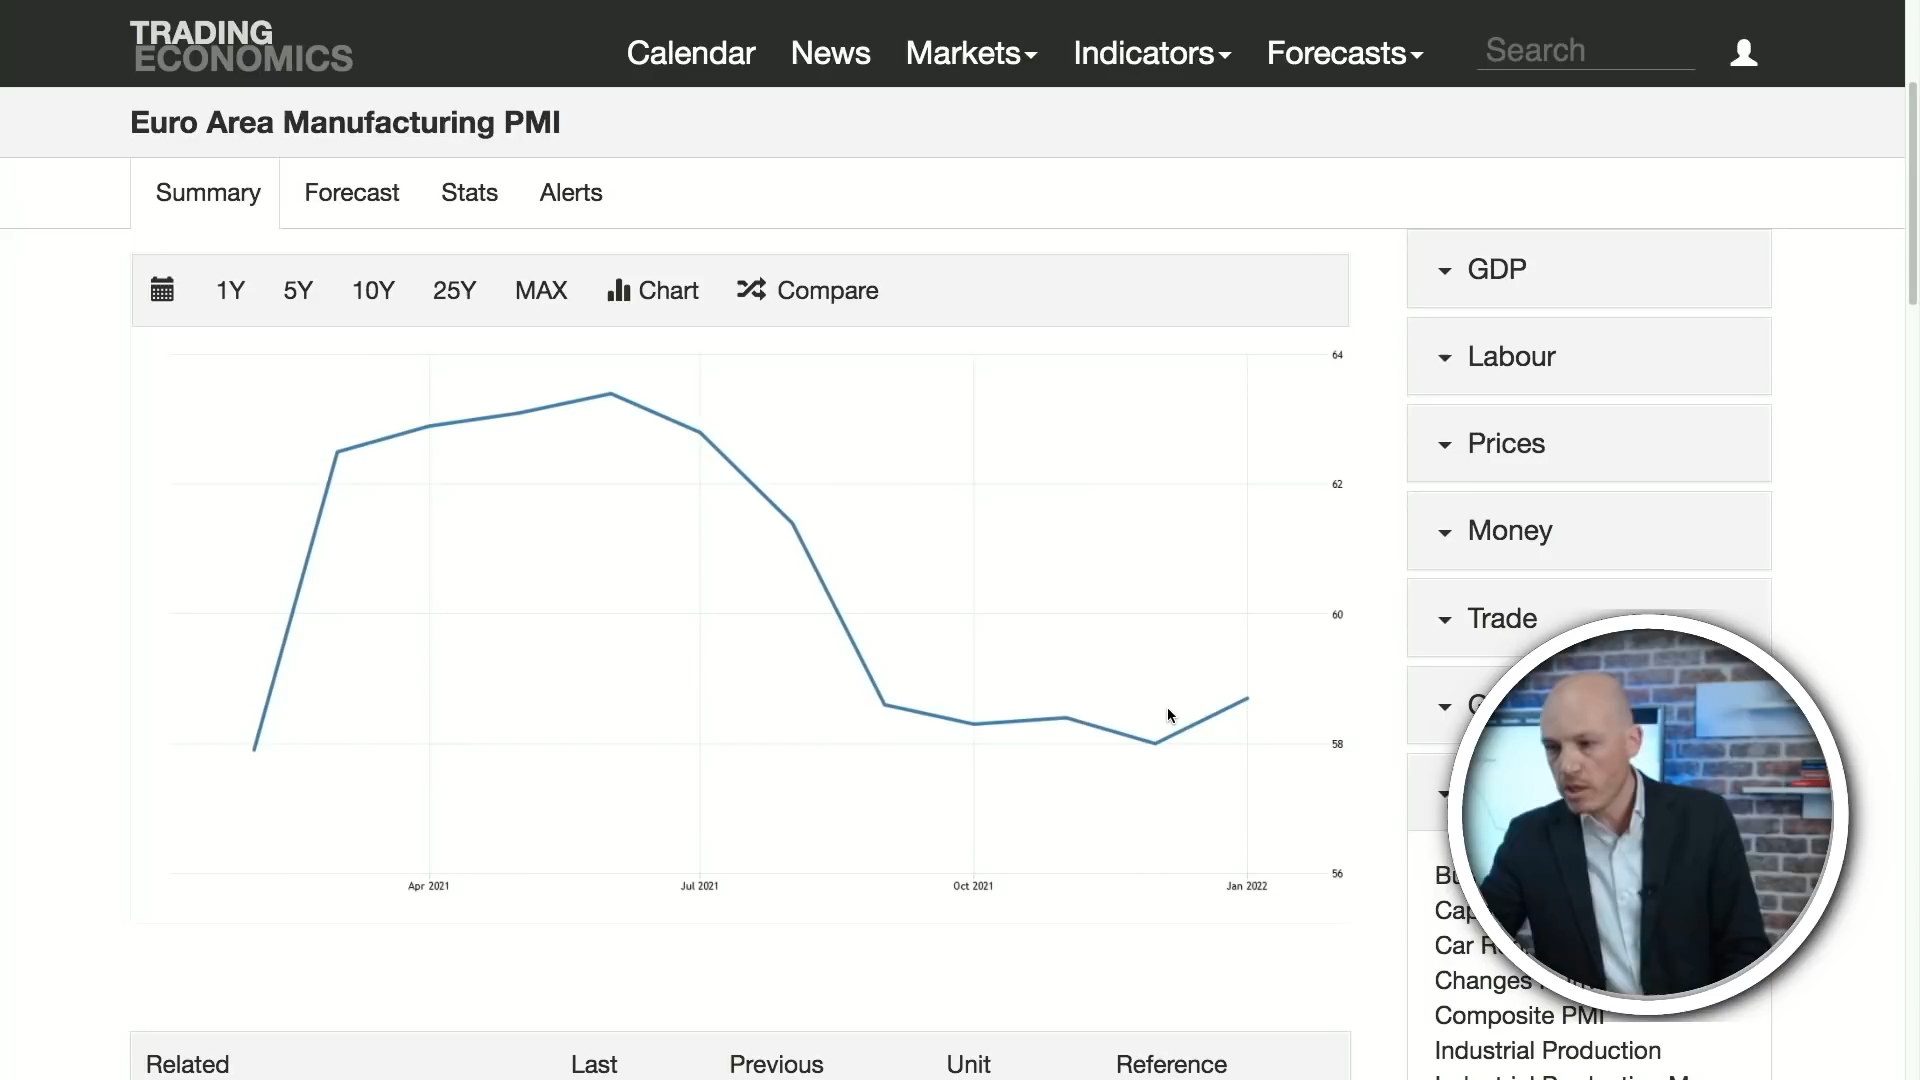 TRADING
ECONOMICS
Calendar News Markets Indicators Forecasts Search
Euro Area Manufacturing PMI
Summary Forecast Stats Alerts
1Y 5Y 10Y 25Y MAX Chart Compare
64
62
60
58
56
Apr 2021 Jul 2021 Oct 2021 Jan 2022
Related Last Previous Unit Reference
GDP
Labour
Prices
Money
Trade
Car
Changes
Composite PMI
Industrial Production